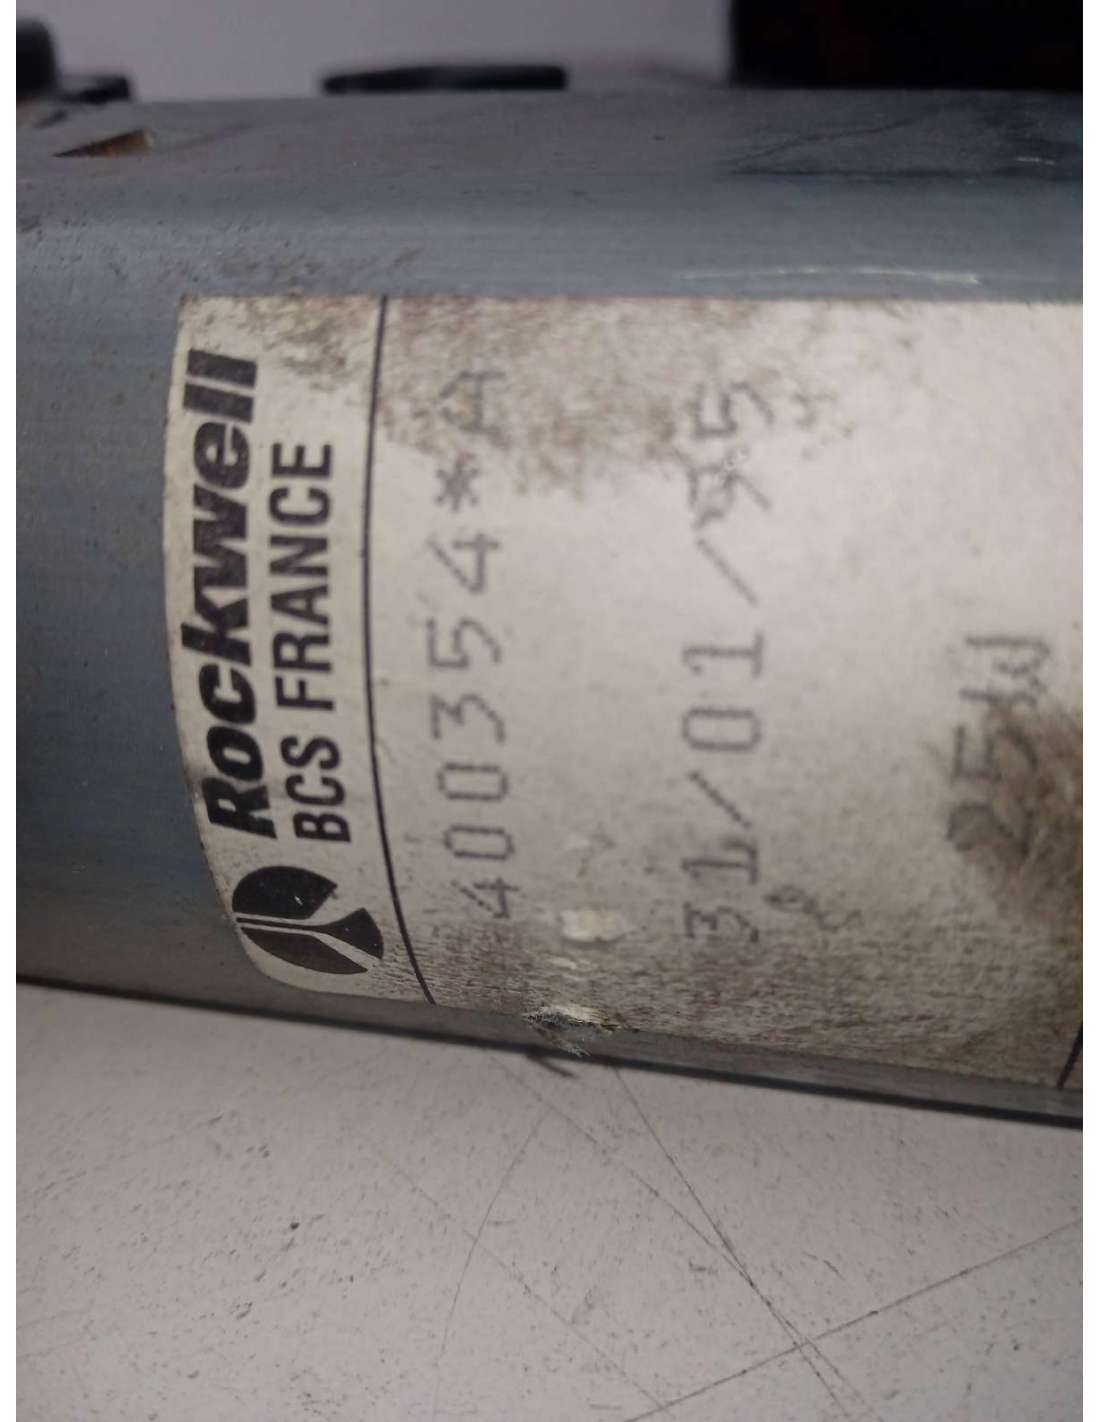 Rockwell
BCS FRANCE
400354*A
31/01/95